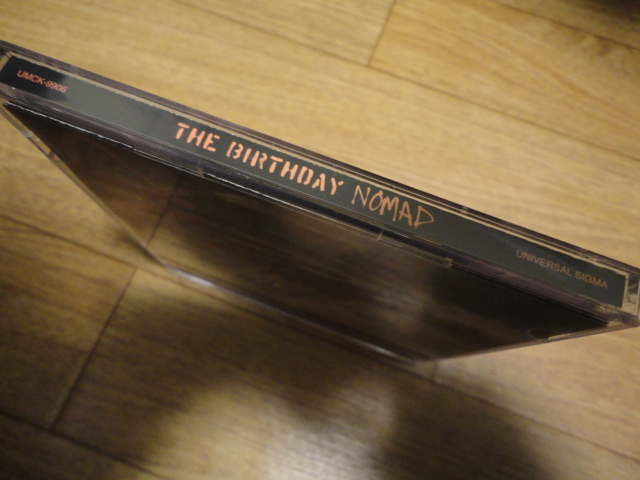 UMCK-9906
THE BIRTHDAY NOMAD
UNIVERSAL SIGMA